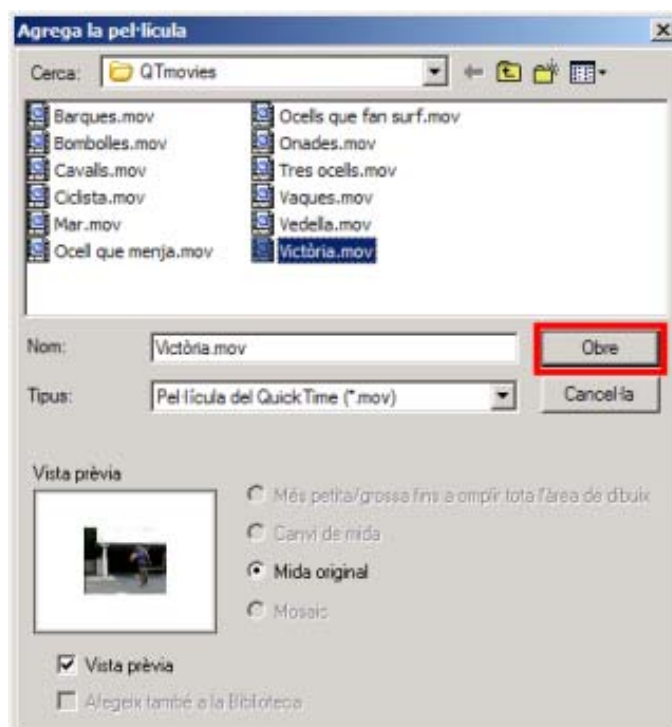 Agrega la pel·lícula
Cerca: QTmovies
Barques.mov
Bombolles.mov
Cavalls.mov
Ciclista.mov
Mar.mov
Ocell que menja.mov
Ocells que fan surf.mov
Onades.mov
Tres ocells.mov
Vaques.mov
Vedella.mov
Victòria.mov
Nom: Victòria.mov Obre
Tipus: Pel·lícula del QuickTime (*.mov) Cancel·la
Vista prèvia
Més petita/grossa fins a omplir tota l'àrea de dibuix
Canvi de mida
Mida original
Mosaic
Vista prèvia
Afegeix també a la Biblioteca